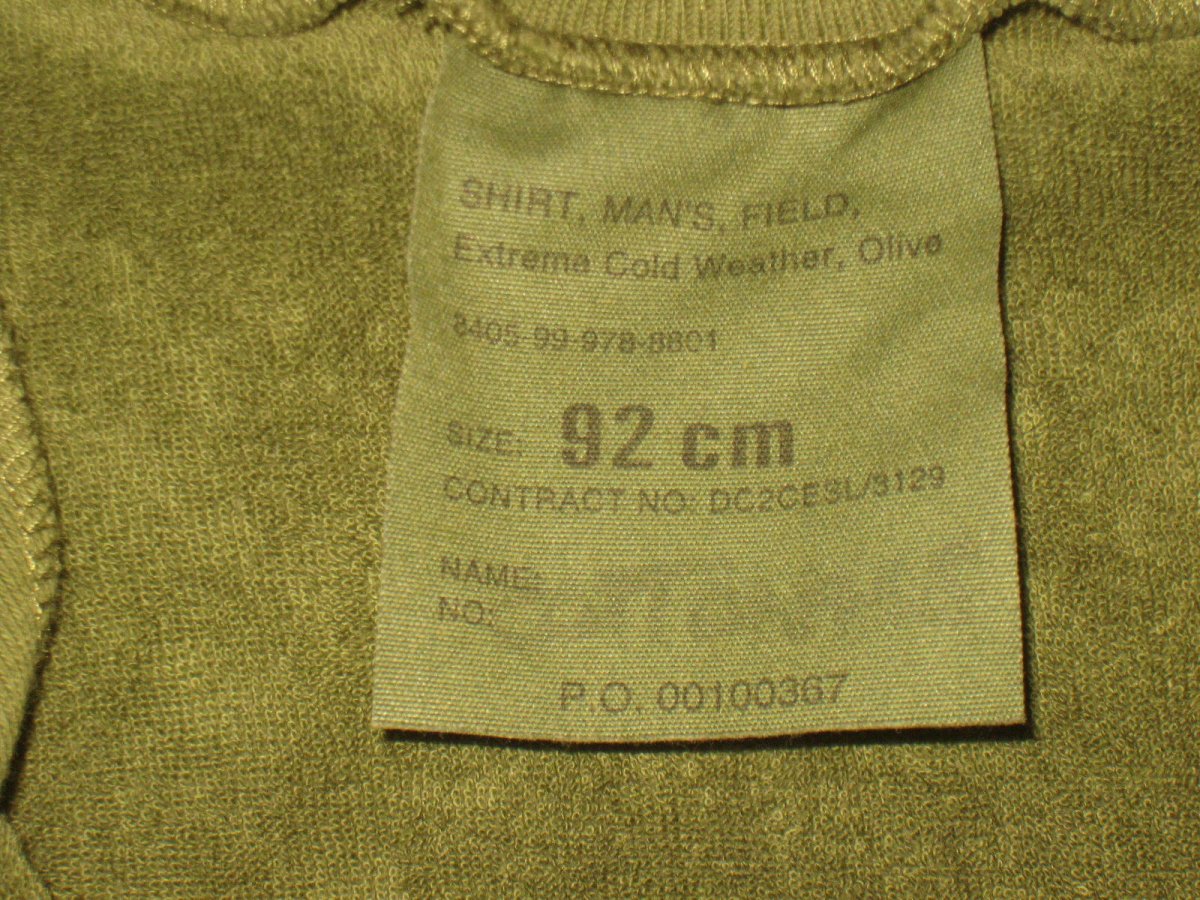 SHIRT, MAN'S, FIELD,
Extreme Cold Weather, Olive
8405-99-978-8801
SIZE: 92 cm
CONTRACT NO: DC2CESL/3129
NAME:
NO:
P.O. 00100367